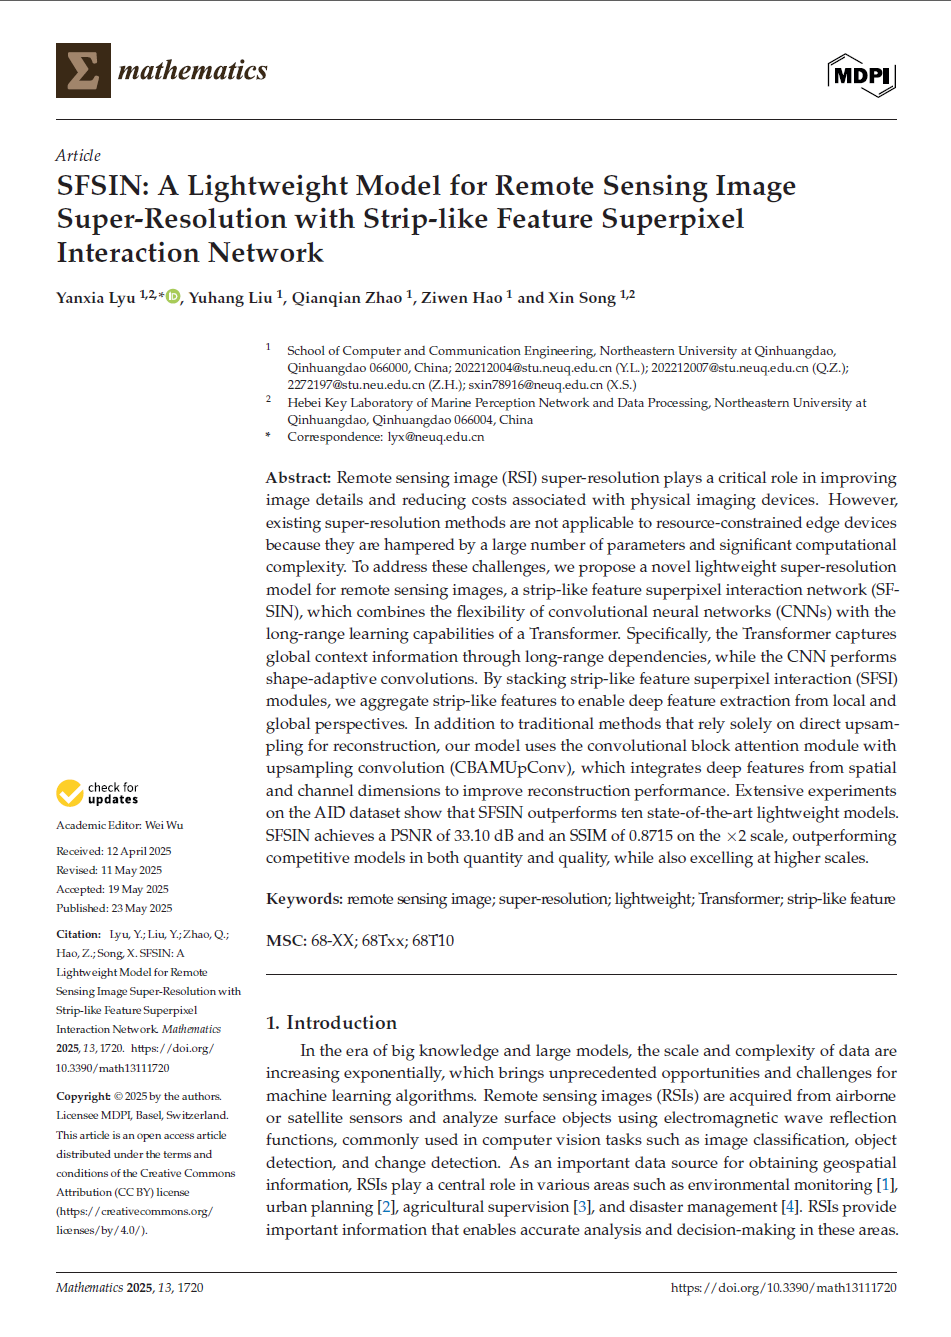 Σ mathematics
MDPI
Article
SFSIN: A Lightweight Model for Remote Sensing Image
Super-Resolution with Strip-like Feature Superpixel
Interaction Network
Yanxia Lyu 1,2,* iD, Yuhang Liu 1, Qianqian Zhao 1, Ziwen Hao 1 and Xin Song 1,2
1 School of Computer and Communication Engineering, Northeastern University at Qinhuangdao,
Qinhuangdao 066000, China; 202212004@stu.neu.edu.cn (Y.L.); 202212007@stu.neuq.edu.cn (Q.Z.);
2272197@stu.neu.edu.cn (Z.H.); sxin78916@neuq.edu.cn (X.S.)
2 Hebei Key Laboratory of Marine Perception Network and Data Processing, Northeastern University at
Qinhuangdao, Qinhuangdao 066004, China
* Correspondence: lyx@neuq.edu.cn
Abstract: Remote sensing image (RSI) super-resolution plays a critical role in improving
image details and reducing costs associated with physical imaging devices. However,
existing super-resolution methods are not applicable to resource-constrained edge devices
because they are hampered by a large number of parameters and significant computational
complexity. To address these challenges, we propose a novel lightweight super-resolution
model for remote sensing images, a strip-like feature superpixel interaction network (SF-
SIN), which combines the flexibility of convolutional neural networks (CNNs) with the
long-range learning capabilities of a Transformer. Specifically, the Transformer captures
global context information through long-range dependencies, while the CNN performs
shape-adaptive convolutions. By stacking strip-like feature superpixel interaction (SFSI)
modules, we aggregate strip-like features to enable deep feature extraction from local and
global perspectives. In addition to traditional methods that rely solely on direct upsam-
pling for reconstruction, our model uses the convolutional block attention module with
upsampling convolution (CBAMUpConv), which integrates deep features from spatial
and channel dimensions to improve reconstruction performance. Extensive experiments
on the AID dataset show that SFSIN outperforms ten state-of-the-art lightweight models.
SFSIN achieves a PSNR of 33.10 dB and an SSIM of 0.8715 on the ×2 scale, outperforming
competitive models in both quantity and quality, while also excelling at higher scales.
Keywords: remote sensing image; super-resolution; lightweight; Transformer; strip-like feature
MSC: 68-XX; 68Txx; 68T10
check for
updates
Academic Editor: Wei Wu
Received: 12 April 2025
Revised: 11 May 2025
Accepted: 19 May 2025
Published: 23 May 2025
Citation: Lyu, Y.; Liu, Y.; Zhao, Q.;
Hao, Z.; Song, X. SFSIN: A
Lightweight Model for Remote
Sensing Image Super-Resolution with
Strip-like Feature Superpixel
Interaction Network. Mathematics
2025, 13, 1720. https://doi.org/
10.3390/math13111720
Copyright: © 2025 by the authors.
Licensee MDPI, Basel, Switzerland.
This article is an open access article
distributed under the terms and
conditions of the Creative Commons
Attribution (CC BY) license
(https://creativecommons.org/
licenses/by/4.0/).
1. Introduction
In the era of big knowledge and large models, the scale and complexity of data are
increasing exponentially, which brings unprecedented opportunities and challenges for
machine learning algorithms. Remote sensing images (RSIs) are acquired from airborne
or satellite sensors and analyze surface objects using electromagnetic wave reflection
functions, commonly used in computer vision tasks such as image classification, object
detection, and change detection. As an important data source for obtaining geospatial
information, RSIs play a central role in various areas such as environmental monitoring [1],
urban planning [2], agricultural supervision [3], and disaster management [4]. RSIs provide
important information that enables accurate analysis and decision-making in these areas.
Mathematics 2025, 13, 1720
https://doi.org/10.3390/math13111720